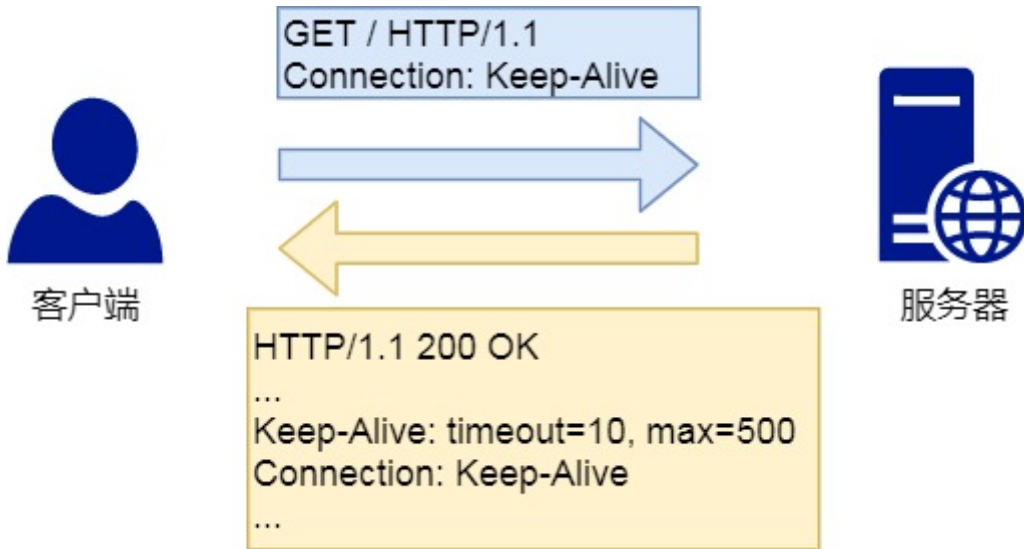 GET / HTTP/1.1
Connection: Keep-Alive
客户端
服务器
HTTP/1.1 200 OK
...
Keep-Alive: timeout=10, max=500
Connection: Keep-Alive
...